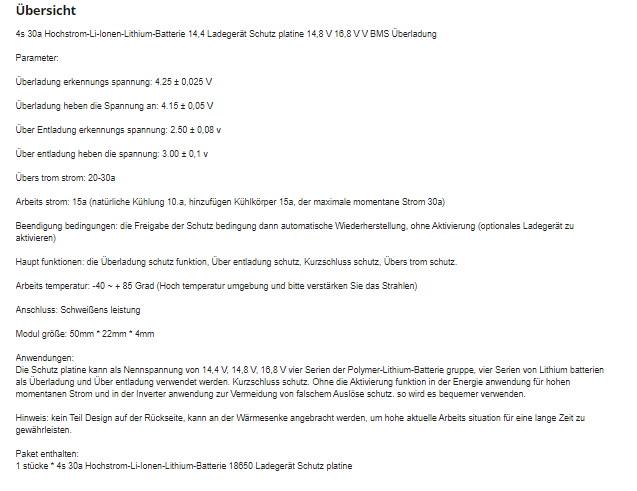 Übersicht
4s 30a Hochstrom-Li-Ionen-Lithium-Batterie 14,4 Ladegerät Schutz platine 14,8 V 16,8 V V BMS Überladung
Parameter:
Überladung erkennungs spannung: 4.25 ± 0,025 V
Überladung heben die Spannung an: 4.15 ± 0,05 V
Über Entladung erkennungs spannung: 2.50 ± 0,08 v
Über entladung heben die spannung: 3.00 ± 0,1 v
Übers trom strom: 20-30a
Arbeits strom: 15a (natürliche Kühlung 10.a, hinzufügen Kühlkörper 15a, der maximale momentane Strom 30a)
Beendigung bedingungen: die Freigabe der Schutz bedingung dann automatische Wiederherstellung, ohne Aktivierung (optionales Ladegerät zu
aktivieren)
Haupt funktionen: die Überladung schutz funktion, Über entladung schutz, Kurzschluss schutz, Übers trom schutz.
Arbeits temperatur: -40 ~ + 85 Grad (Hoch temperatur umgebung und bitte verstärken Sie das Strahlen)
Anschluss: Schweißens leistung
Modul größe: 50mm * 22mm * 4mm
Anwendungen:
Die Schutz platine kann als Nennspannung von 14,4 V, 14,8 V, 16,8 V vier Serien der Polymer-Lithium-Batterie gruppe, vier Serien von Lithium batterien
als Überladung und Über entladung verwendet werden. Kurzschluss schutz. Ohne die Aktivierung funktion in der Energie anwendung für hohen
momentanen Strom und in der Inverter anwendung zur Vermeidung von falschem Auslöse schutz. so wird es bequemer verwenden.
Hinweis: kein Teil Design auf der Rückseite, kann an der Wärmesenke angebracht werden, um hohe aktuelle Arbeits situation für eine lange Zeit zu
gewährleisten.
Paket enthalten:
1 stücke * 4s 30a Hochstrom-Li-Ionen-Lithium-Batterie 18650 Ladegerät Schutz platine